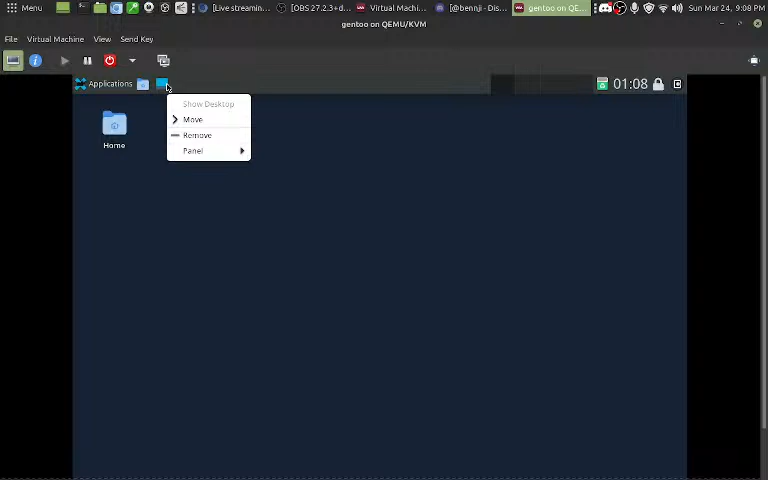 Menu [Live streamin... [OBS 27.2.3+d... Virtual Machi... [@bennji - Dis... gentoo on QE... Sun Mar 24, 9:08 PM
gentoo on QEMU/KVM
File Virtual Machine View Send Key
Applications 01:08
Show Desktop
Move
Remove
Panel
Home